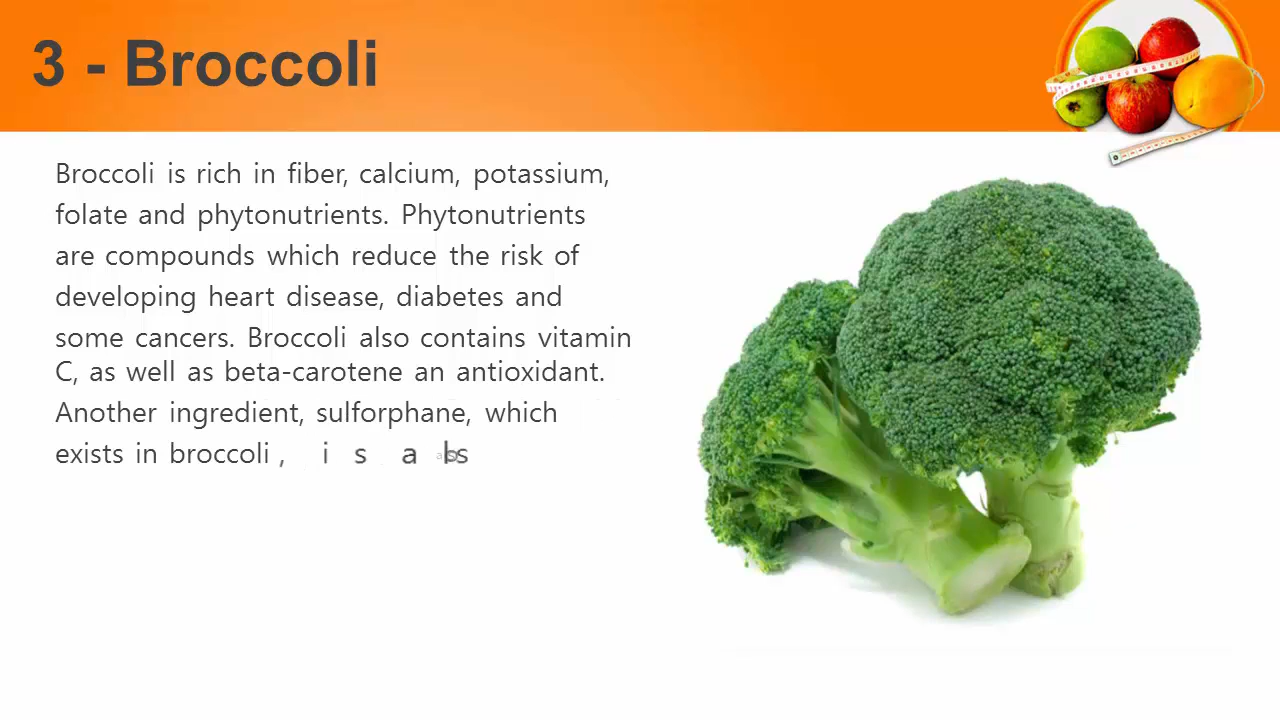 3 - Broccoli
Broccoli is rich in fiber, calcium, potassium,
folate and phytonutrients. Phytonutrients
are compounds which reduce the risk of
developing heart disease, diabetes and
some cancers. Broccoli also contains vitamin
C, as well as beta-carotene an antioxidant.
Another ingredient, sulforphane, which
exists in broccoli, is